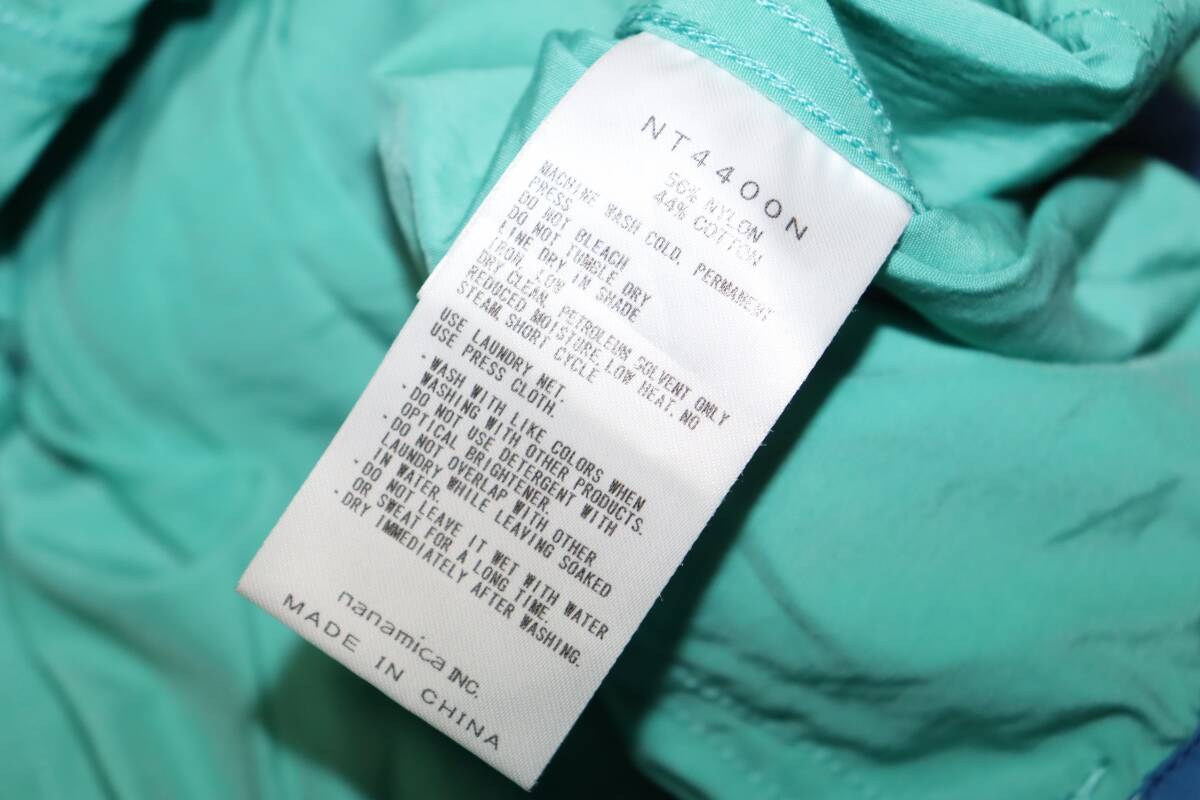 NT4400N
56% NYLON
44% COTTON
MACHINE WASH COLD. PERMANENT
PRESS
DO NOT BLEACH
DO NOT TUMBLE DRY
LINE DRY IN SHADE
IRON, LOW
DRY CLEAN, PETROLEUM SOLVENT ONLY
REDUCED MOISTURE, LOW HEAT. NO
STEAM. SHORT CYCLE
USE LAUNDRY NET.
USE PRESS CLOTH.
・WASH WITH LIKE COLORS WHEN
WASHING WITH OTHER PRODUCTS.
・DO NOT USE DETERGENT WITH
OPTICAL BRIGHTENER.
・DO NOT OVERLAP WITH OTHER
LAUNDRY WHILE LEAVING SOAKED
IN WATER.
・DO NOT LEAVE IT WET WITH WATER
OR SWEAT FOR A LONG TIME.
・DRY IMMEDIATELY AFTER WASHING.
nanamica INC.
MADE IN CHINA